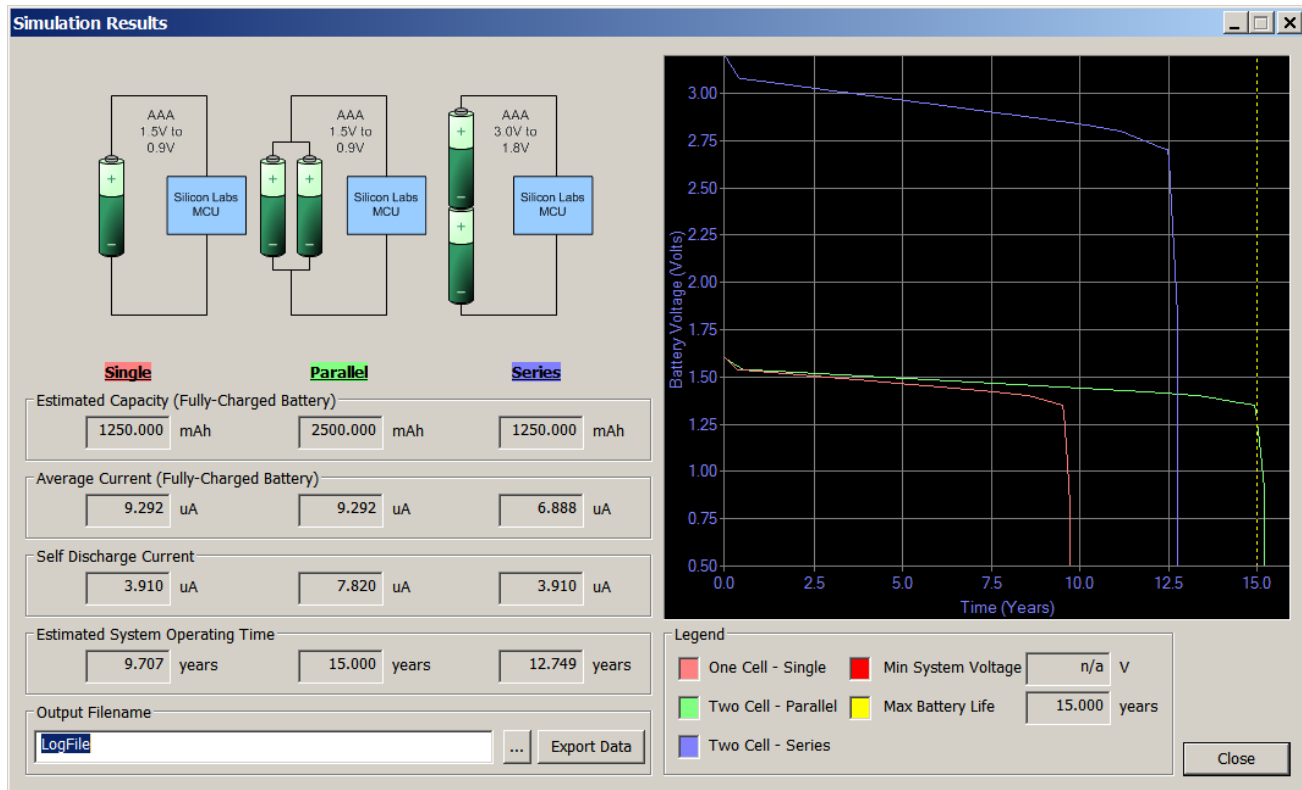 Simulation Results
AAA
1.5V to
0.9V
+
-
Silicon Labs
MCU
AAA
1.5V to
0.9V
+
+
-
-
Silicon Labs
MCU
AAA
3.0V to
1.8V
+
-
+
-
Silicon Labs
MCU
Single
Parallel
Series
Estimated Capacity (Fully-Charged Battery)
1250.000 mAh 2500.000 mAh 1250.000 mAh
Average Current (Fully-Charged Battery)
9.292 uA 9.292 uA 6.888 uA
Self Discharge Current
3.910 uA 7.820 uA 3.910 uA
Estimated System Operating Time
9.707 years 15.000 years 12.749 years
Output Filename
LogFile ... Export Data
Battery Voltage (Volts)
3.00
2.75
2.50
2.25
2.00
1.75
1.50
1.25
1.00
0.75
0.50
0.0 2.5 5.0 7.5 10.0 12.5 15.0
Time (Years)
Legend
One Cell - Single Min System Voltage n/a V
Two Cell - Parallel Max Battery Life 15.000 years
Two Cell - Series
Close